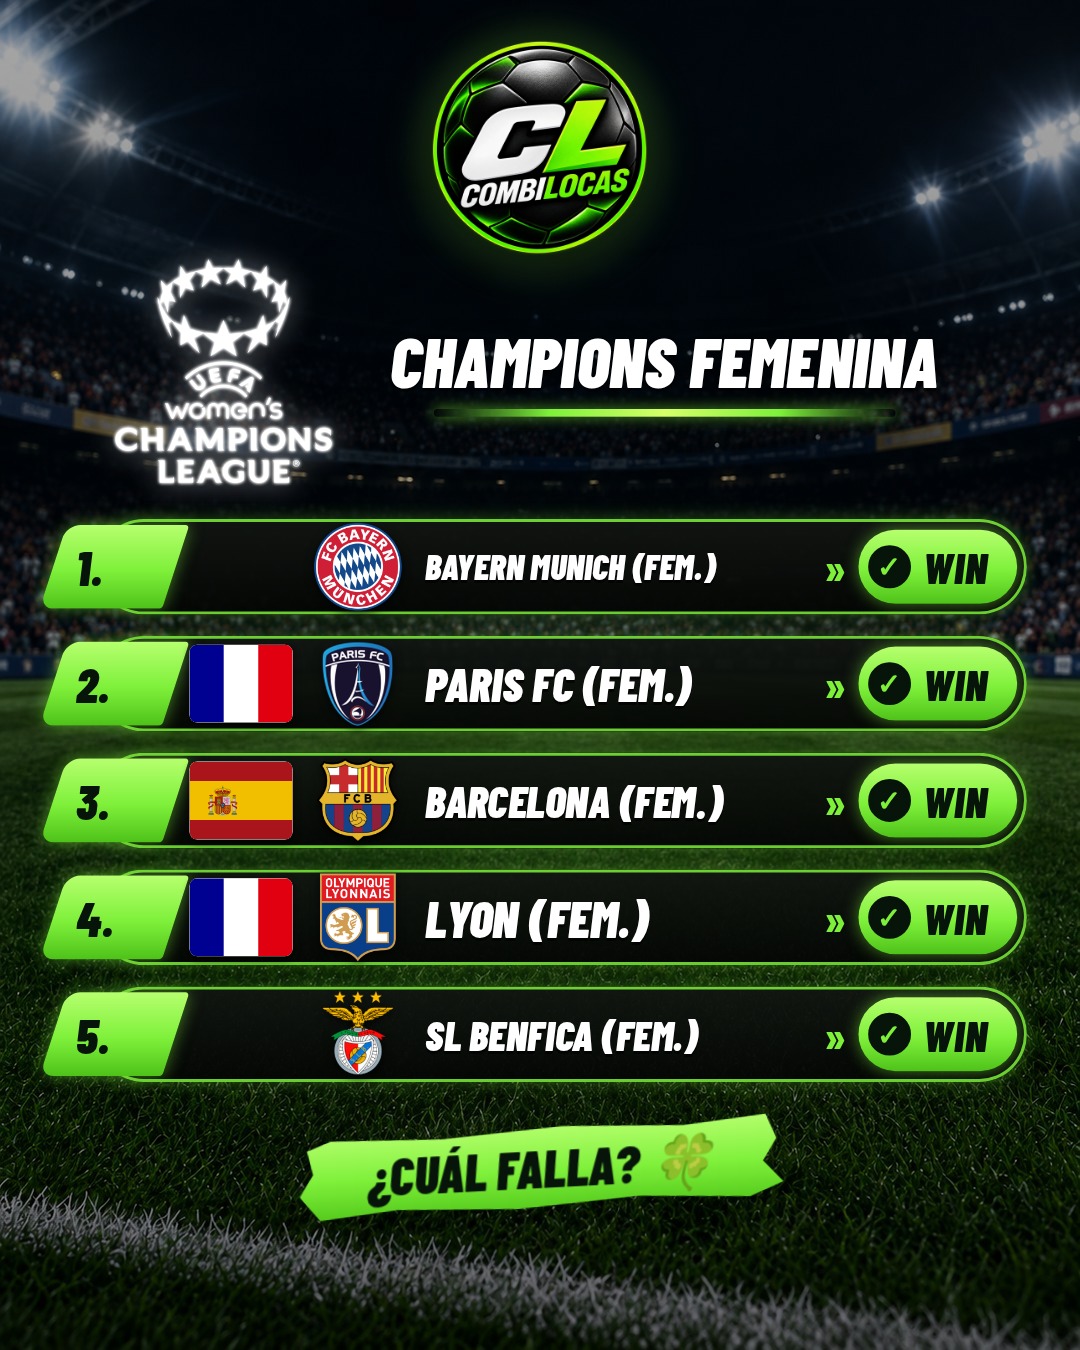 CL
COMBILOCAS
UEFA
women's
CHAMPIONS
LEAGUE®
CHAMPIONS FEMENINA
1. FC BAYERN MÜNCHEN BAYERN MUNICH (FEM.) » ✓ WIN
2. PARIS FC PARIS FC (FEM.) » ✓ WIN
3. FCB BARCELONA (FEM.) » ✓ WIN
4. OLYMPIQUE LYONNAIS OL LYON (FEM.) » ✓ WIN
5. SL BENFICA (FEM.) » ✓ WIN
¿CUÁL FALLA? 🍀